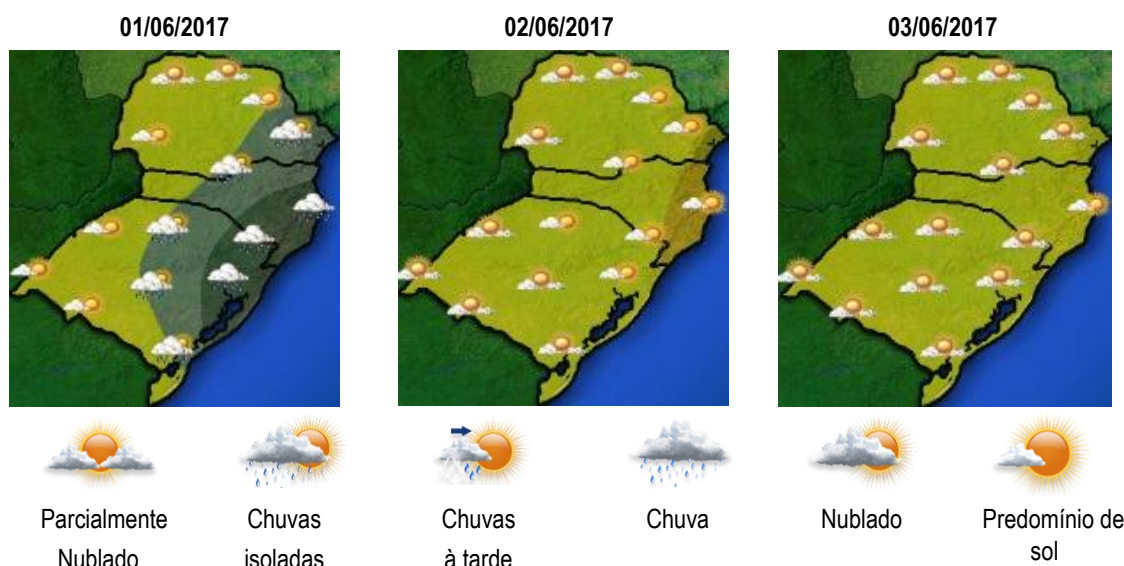 01/06/2017
02/06/2017
03/06/2017
Parcialmente
Nublado
Chuvas
isoladas
Chuvas
à tarde
Chuva
Nublado
Predomínio de
sol